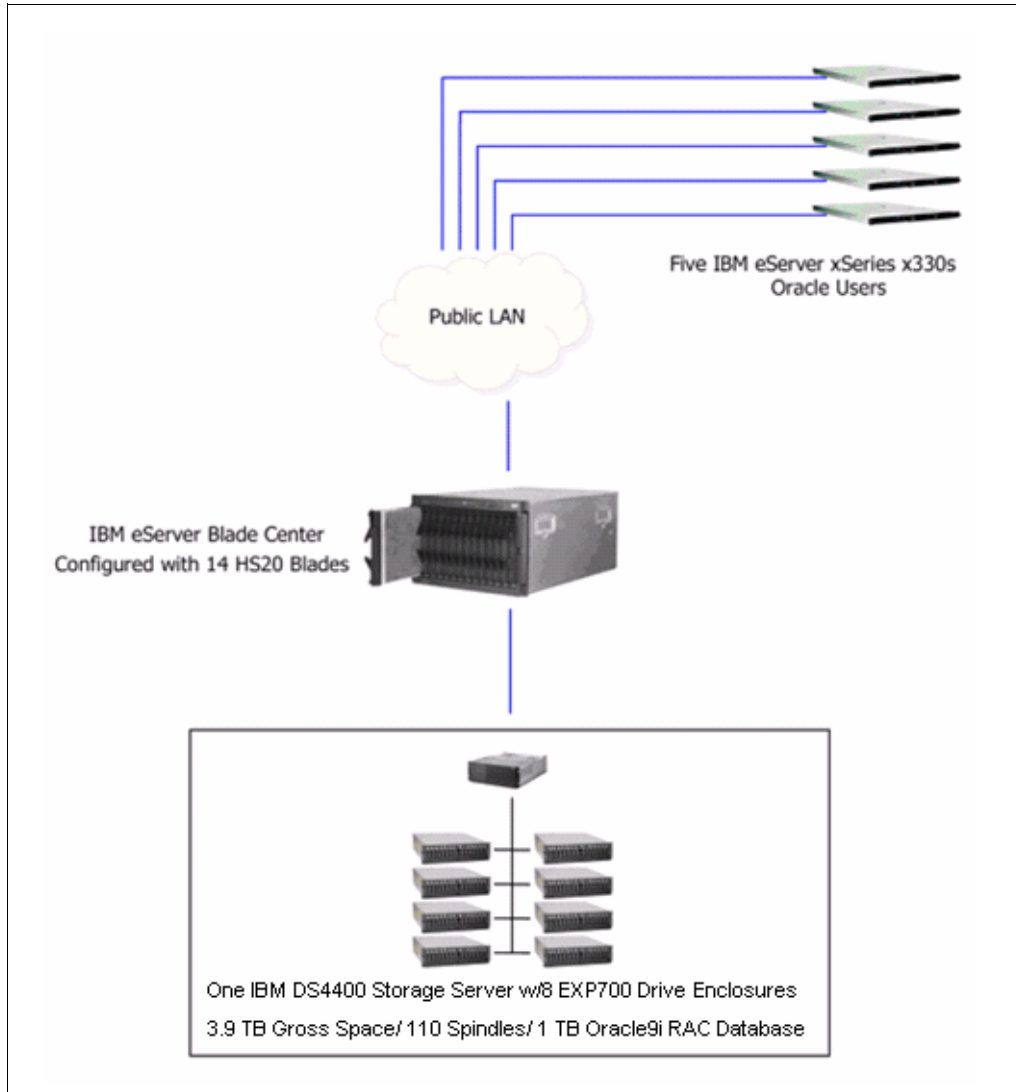 Five IBM eServer xSeries x330s
Oracle Users
Public LAN
IBM eServer Blade Center
Configured with 14 HS20 Blades
One IBM DS4400 Storage Server w/8 EXP700 Drive Enclosures
3.9 TB Gross Space/ 110 Spindles/ 1 TB Oracle9i RAC Database